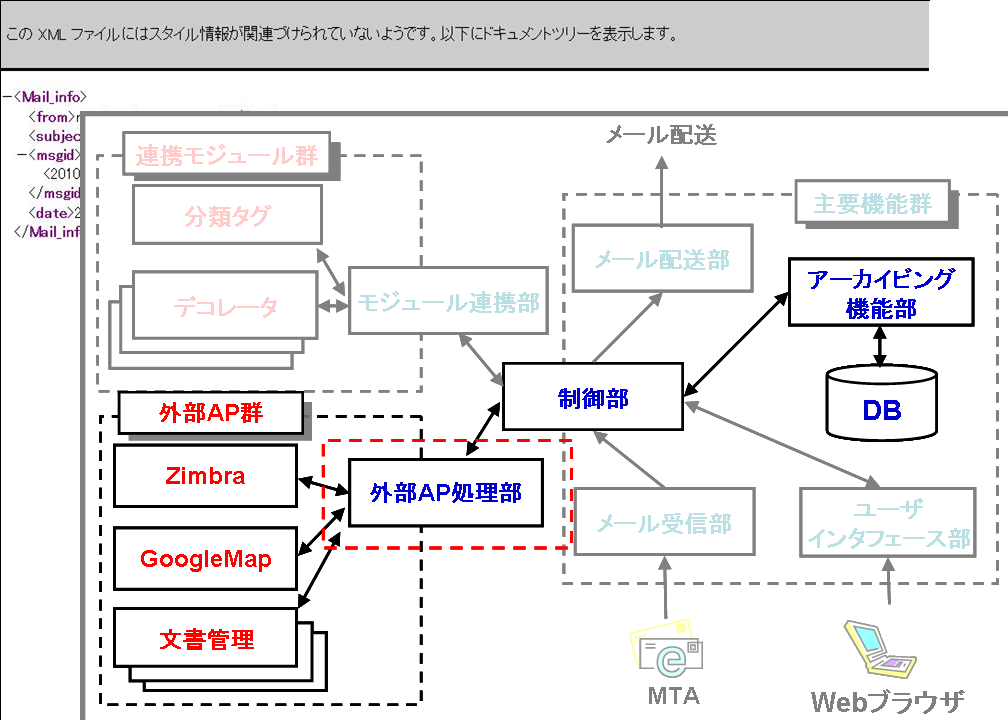 この XML ファイルにはスタイル情報が関連づけられていないようです。以下にドキュメントツリーを表示します。
－<Mail_info>
<from>
<subjec
－<msgid>
<2010
</msgid
<date>2
</Mail_inf
メール配送
連携モジュール群
分類タグ
デコレータ
モジュール連携部
主要機能群
メール配送部
アーカイビング
機能部
DB
制御部
外部AP群
Zimbra
GoogleMap
文書管理
外部AP処理部
メール受信部
ユーザ
インタフェース部
MTA
Webブラウザ